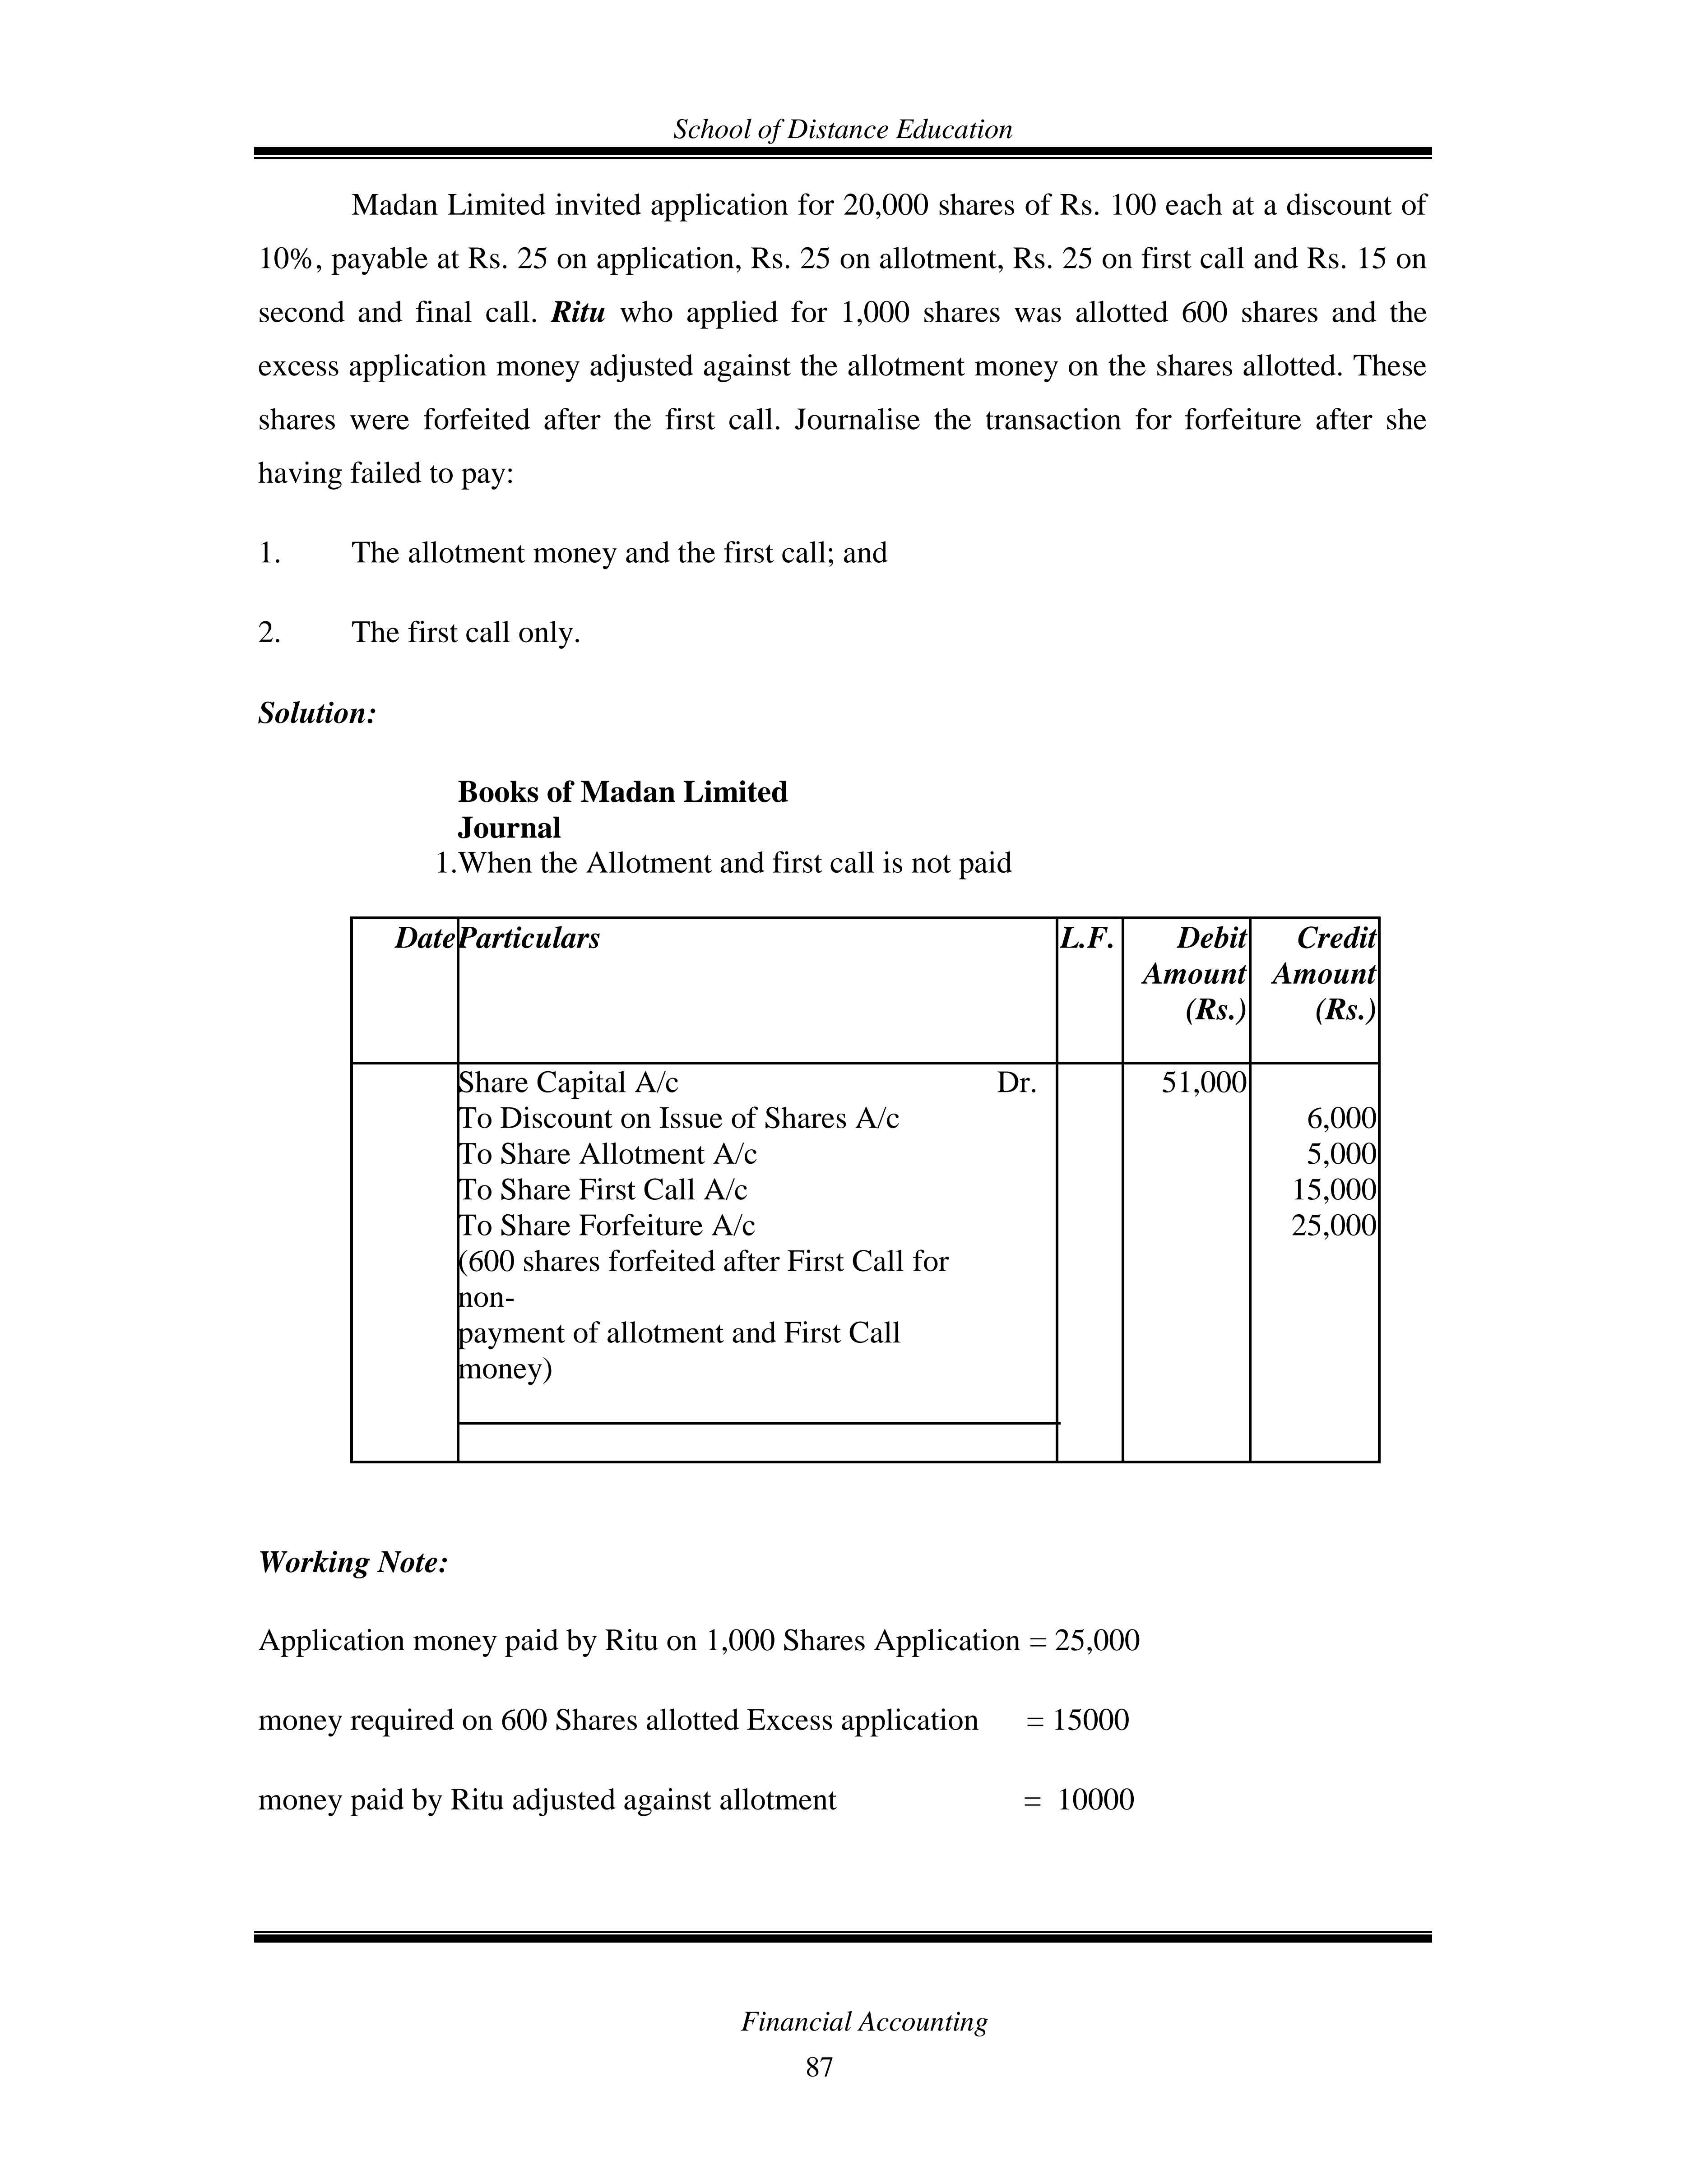 School of Distance Education
Madan Limited invited application for 20,000 shares of Rs. 100 each at a discount of
10%, payable at Rs. 25 on application, Rs. 25 on allotment, Rs. 25 on first call and Rs. 15 on
second and final call. Ritu who applied for 1,000 shares was allotted 600 shares and the
excess application money adjusted against the allotment money on the shares allotted. These
shares were forfeited after the first call. Journalise the transaction for forfeiture after she
having failed to pay:
1. The allotment money and the first call; and
2. The first call only.
Solution:
Books of Madan Limited
Journal
1.When the Allotment and first call is not paid
Date Particulars L.F. Debit Credit
Amount Amount
(Rs.) (Rs.)
Share Capital A/c Dr. 51,000
To Discount on Issue of Shares A/c 6,000
To Share Allotment A/c 5,000
To Share First Call A/c 15,000
To Share Forfeiture A/c 25,000
(600 shares forfeited after First Call for
non-
payment of allotment and First Call
money)
Working Note:
Application money paid by Ritu on 1,000 Shares Application = 25,000
money required on 600 Shares allotted Excess application = 15000
money paid by Ritu adjusted against allotment = 10000
Financial Accounting
87